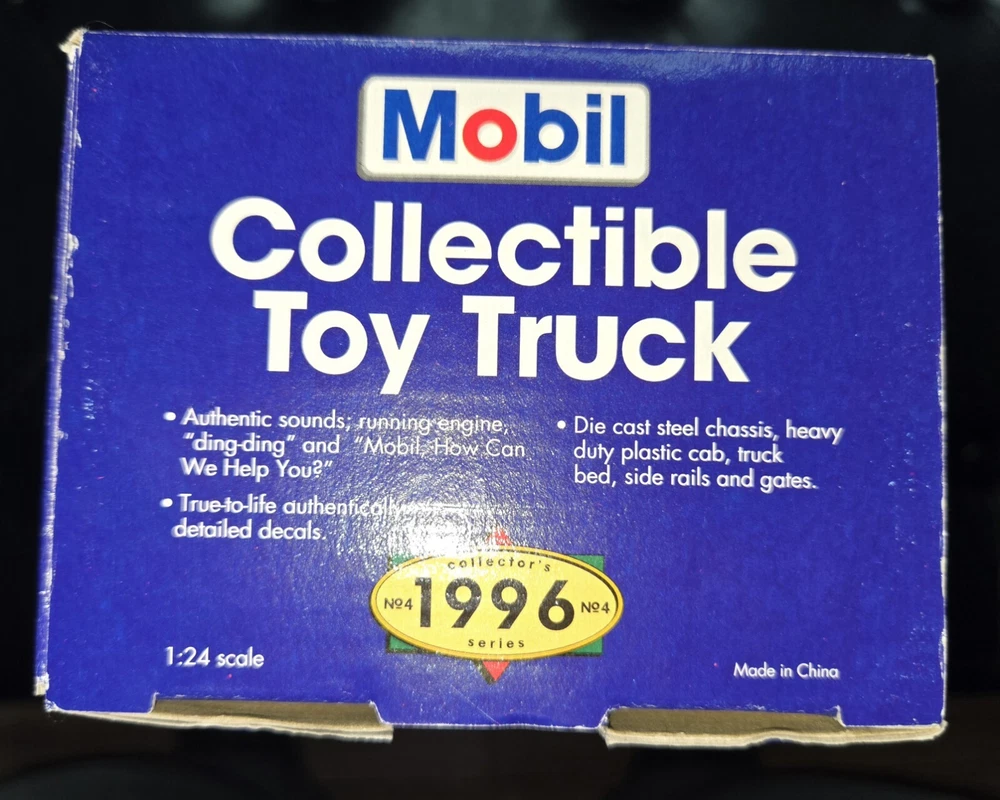 Mobil
Collectible
Toy Truck
• Authentic sounds; running engine,
"ding-ding" and "Mobil, How Can
We Help You?"
• True-to-life authentically
detailed decals.
• Die cast steel chassis, heavy
duty plastic cab, truck
bed, side rails and gates.
collector's
Nº4 1996 Nº4
series
1:24 scale
Made in China